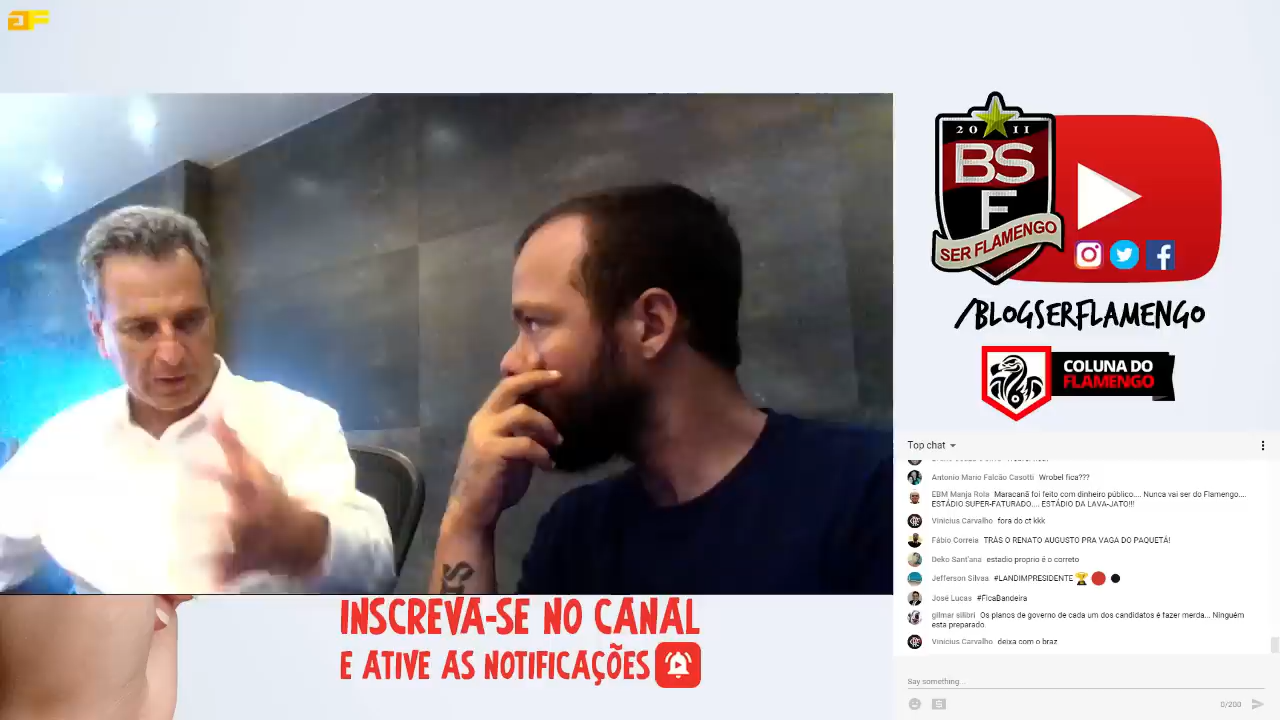 GF
2011
BS
F
SER FLAMENGO
/BLOGSERFLAMENGO
COLUNA DO
FLAMENGO
Top chat
Antonio Mario Falcão Casotti Wrobel fica???
EBM Manja Rola Maracanã foi feito com dinheiro público.... Nunca vai ser do Flamengo....
ESTÁDIO SUPER-FATURADO.... ESTÁDIO DA LAVA-JATO!!!
Vinicius Carvalho fora do ct kkk
Fábio Correia TRÁS O RENATO AUGUSTO PRA VAGA DO PAQUETÁ!
Deko Sant'ana estadio proprio é o correto
Jefferson Silvaa #LANDIMPRESIDENTE
José Lucas #FicaBandeira
gilmar silibri Os planos de governo de cada um dos candidatos é fazer merda... Ninguém
esta preparado
Vinicius Carvalho deixa com o braz
Say something...
0/200
INSCREVA-SE NO CANAL
E ATIVE AS NOTIFICAÇÕES